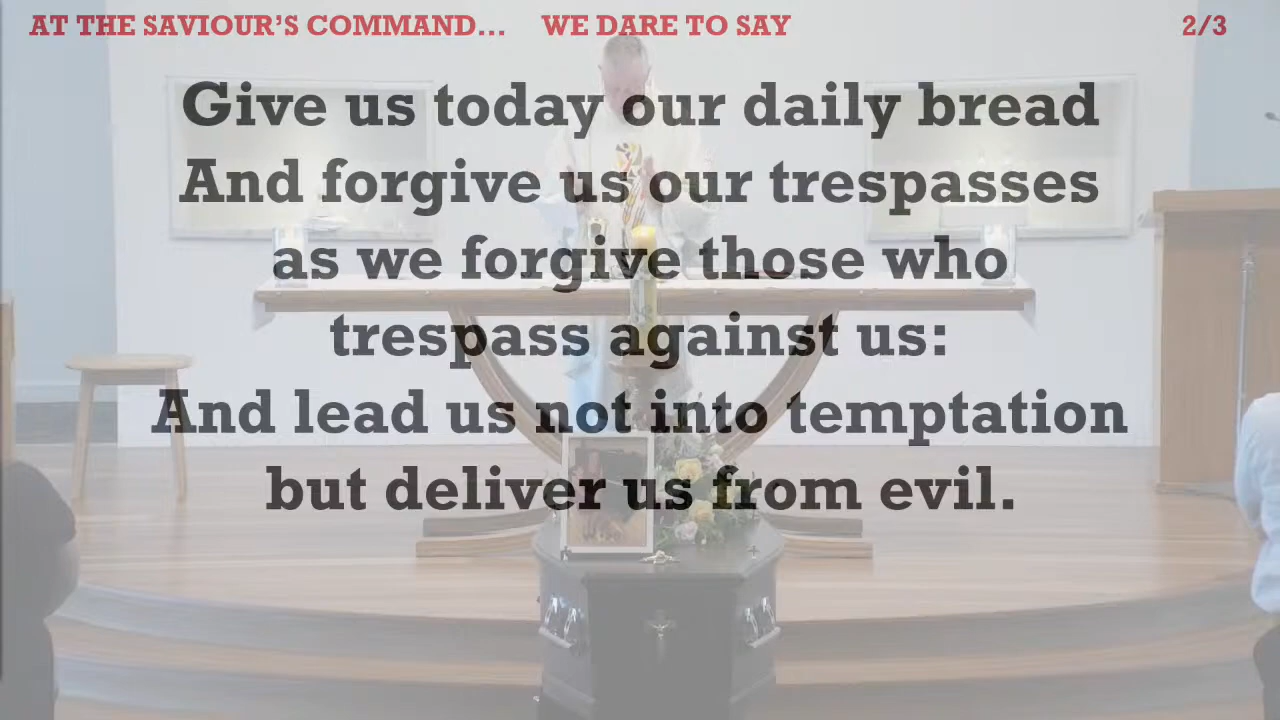 AT THE SAVIOUR’S COMMAND... WE DARE TO SAY 2/3
Give us today our daily bread
And forgive us our trespasses
as we forgive those who
trespass against us:
And lead us not into temptation
but deliver us from evil.